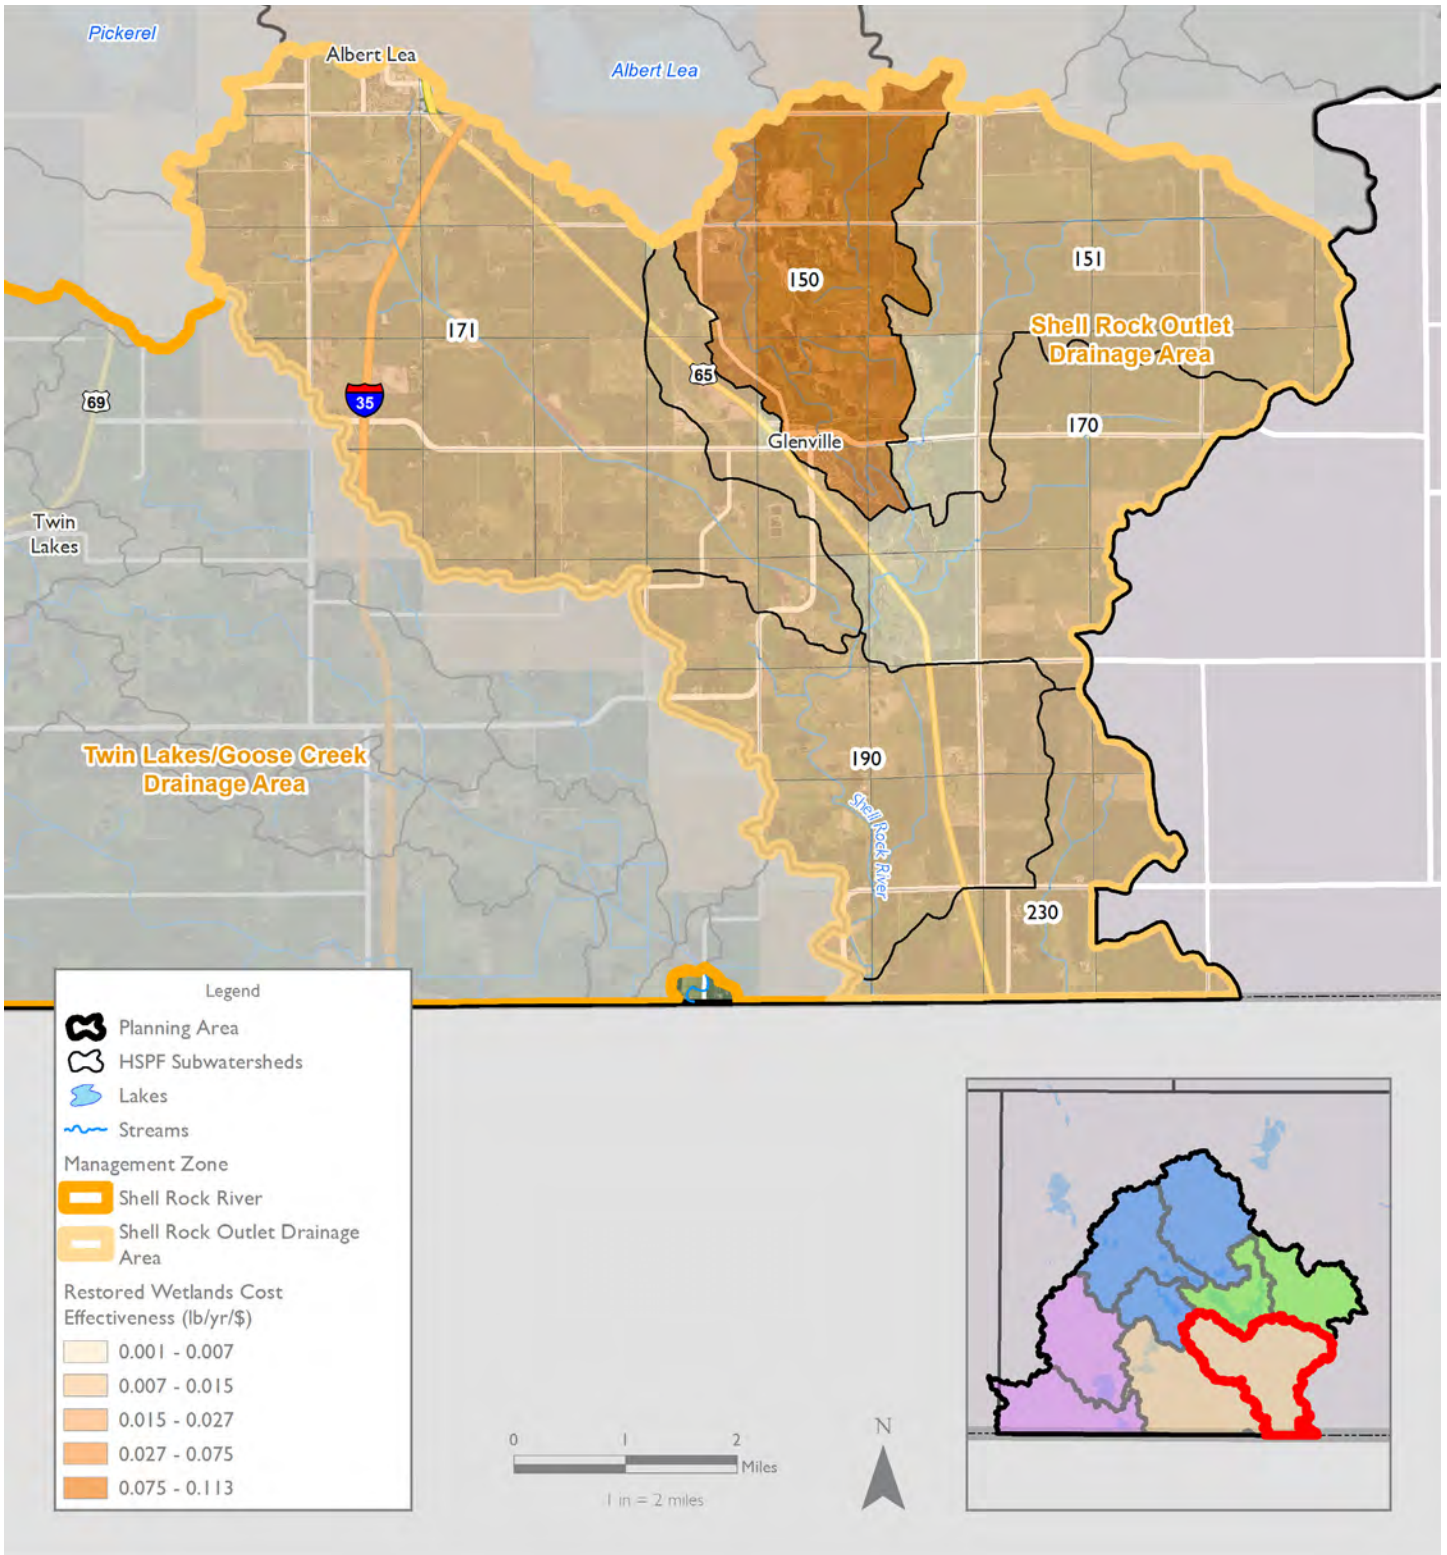 Pickerel
Albert Lea
Albert Lea
151
150
Shell Rock Outlet
Drainage Area
171
65
69
35
170
Glenville
Twin
Lakes
Twin Lakes/Goose Creek
Drainage Area
190
Shell Rock River
230
Legend
Planning Area
HSPF Subwatersheds
Lakes
Streams
Management Zone
Shell Rock River
Shell Rock Outlet Drainage
Area
Restored Wetlands Cost
Effectiveness (lb/yr/$)
0.001 - 0.007
0.007 - 0.015
0.015 - 0.027
0.027 - 0.075
0.075 - 0.113
0 1 2
Miles
1 in = 2 miles
N